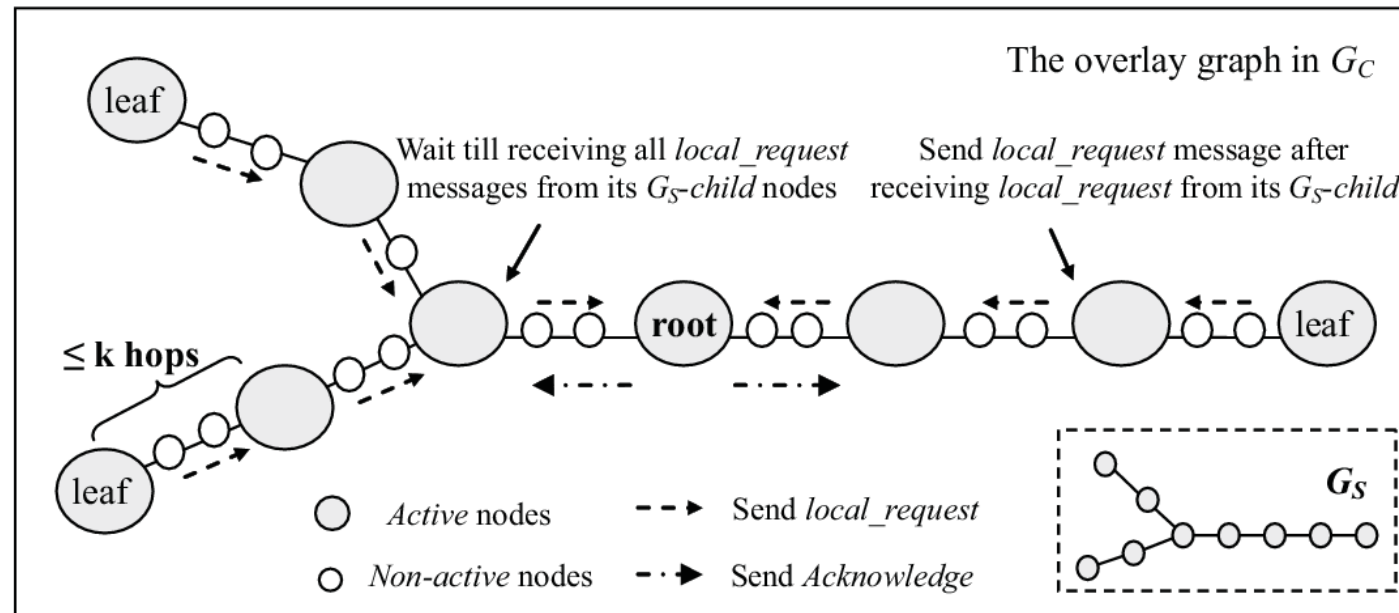 The overlay graph in G_C
leaf
Wait till receiving all local_request
messages from its G_S-child nodes
Send local_request message after
receiving local_request from its G_S-child
root
leaf
≤ k hops
leaf
G_S
Active nodes
Send local_request
Non-active nodes
Send Acknowledge